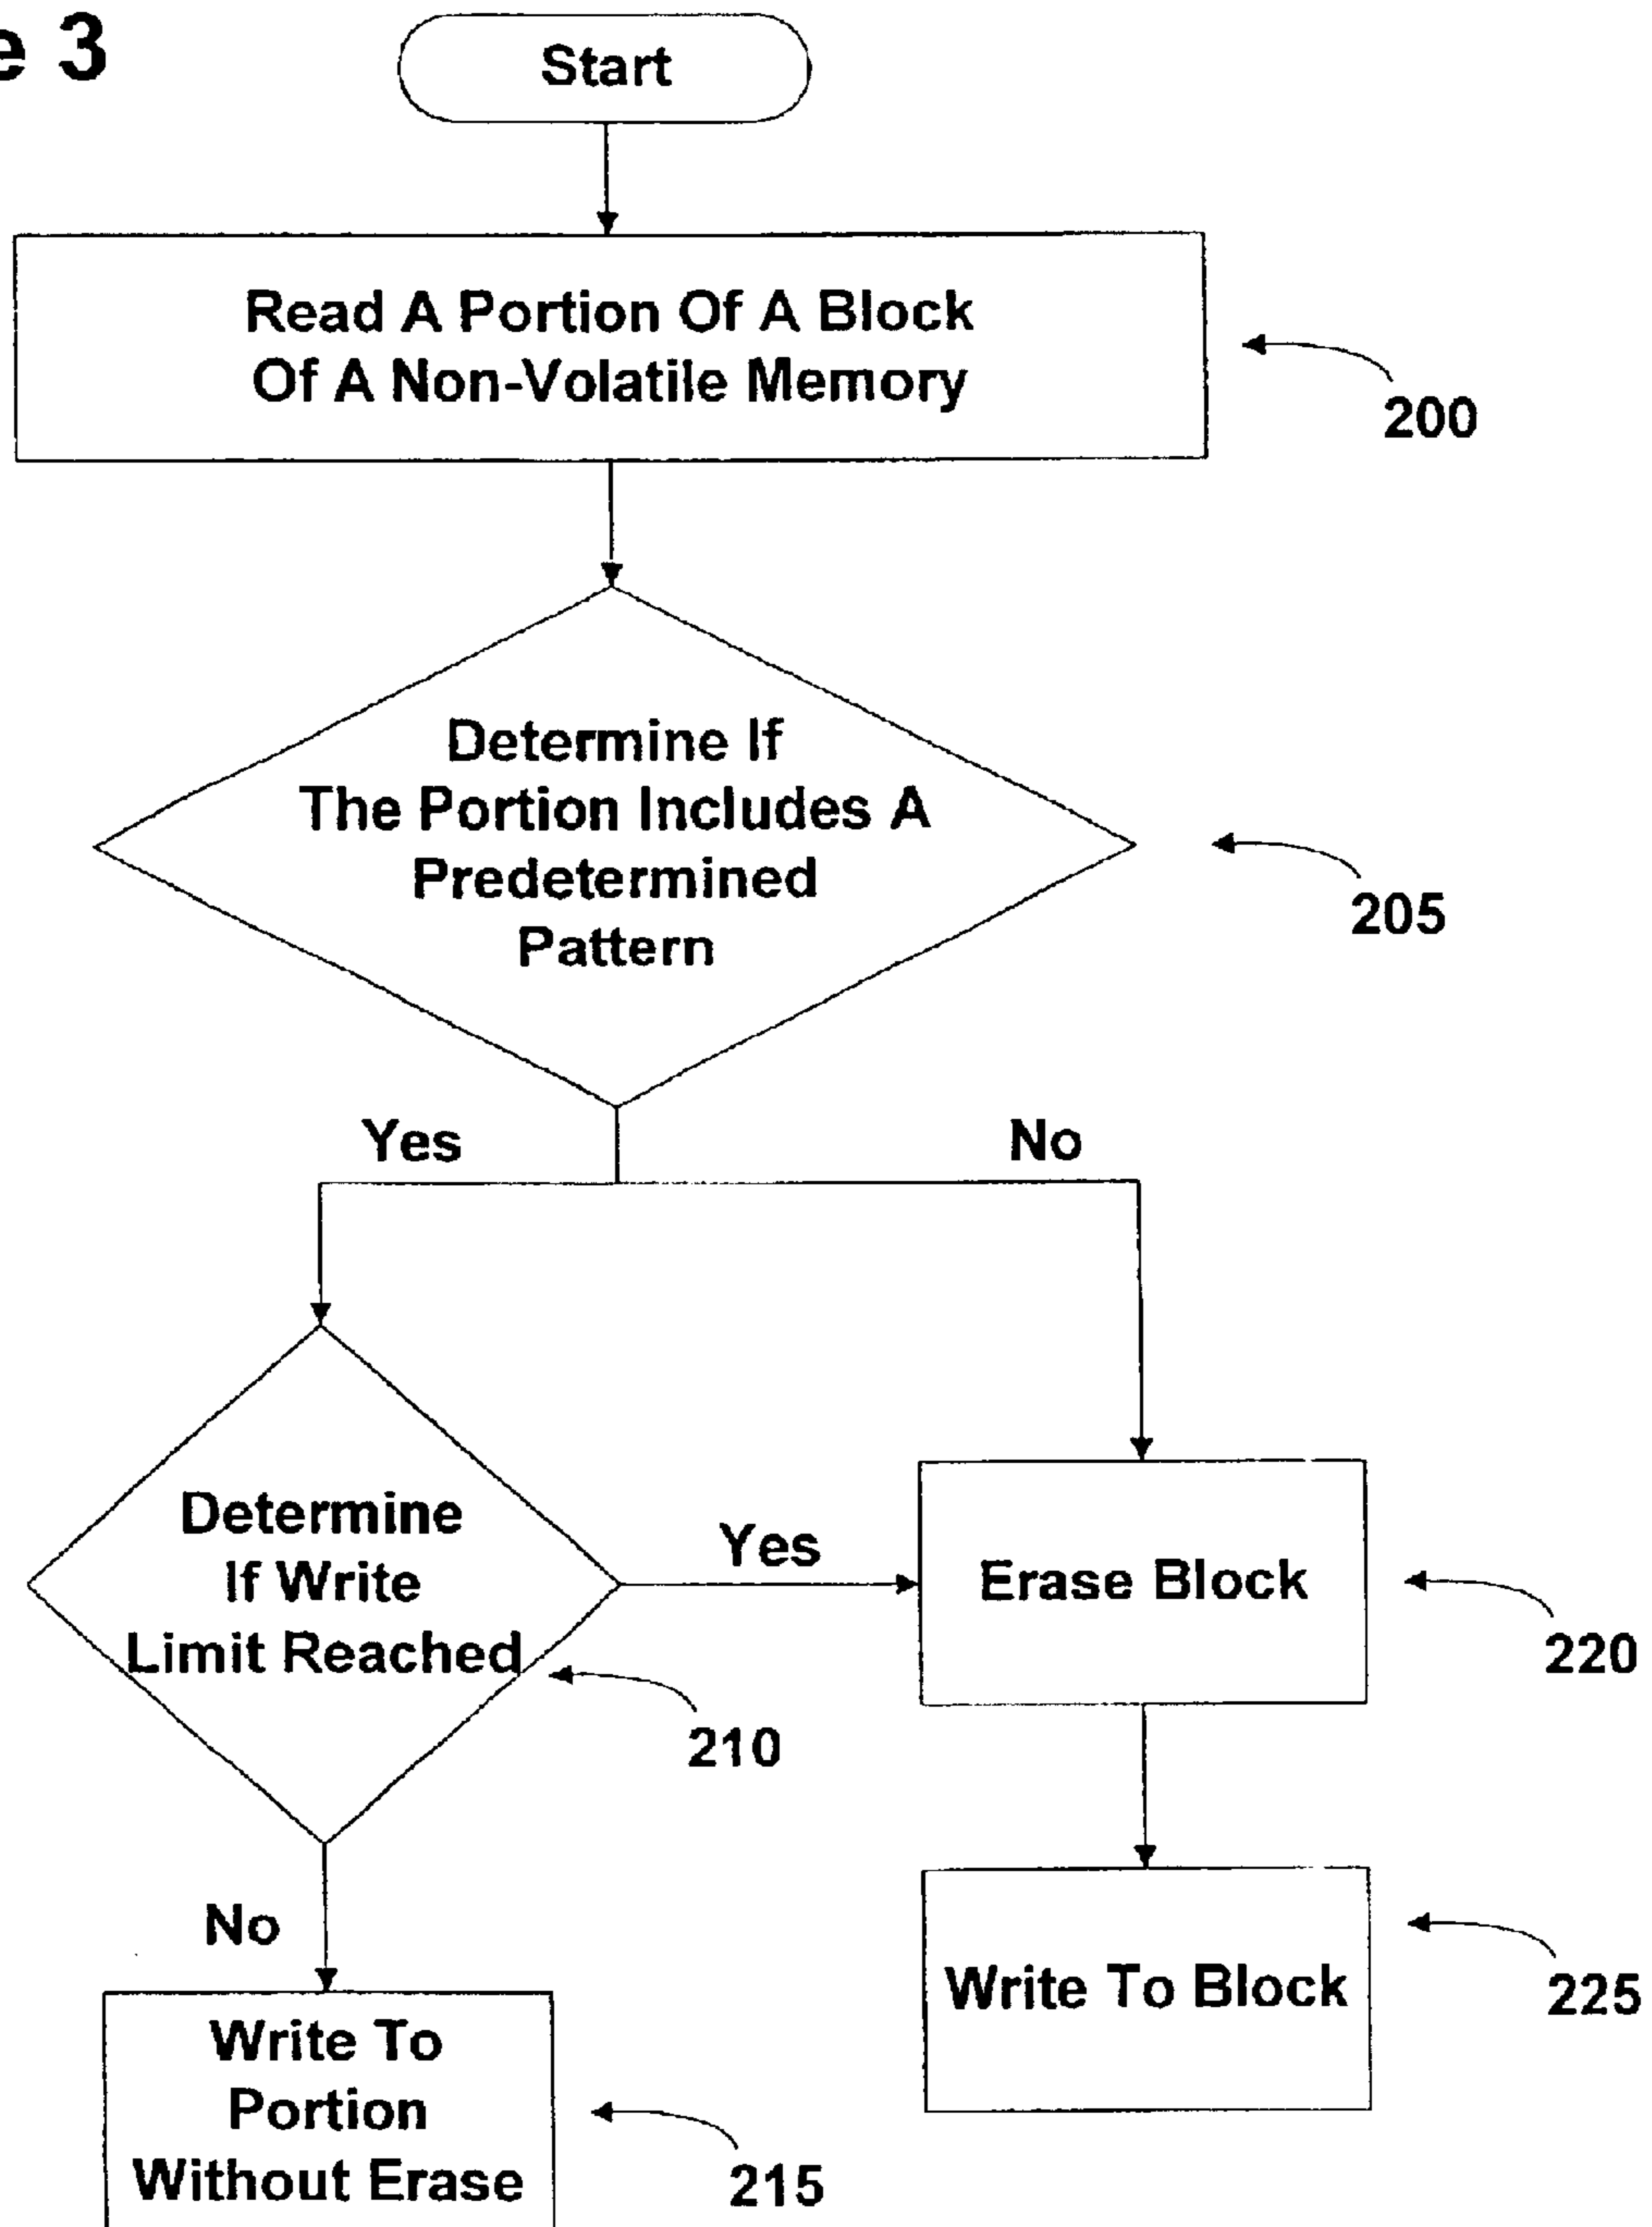 e 3
Start
Read A Portion Of A Block
Of A Non-Volatile Memory
200
Determine If
The Portion Includes A
Predetermined
Pattern
205
Yes
No
Determine
If Write
Limit Reached
210
Yes
Erase Block
220
No
Write To Block
225
Write To
Portion
Without Erase
215